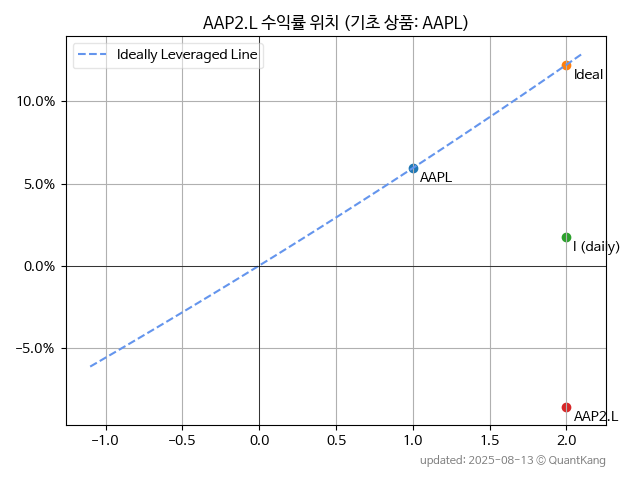 AAP2.L 수익률 위치 (기초 상품: AAPL)
Ideally Leveraged Line
10.0%
5.0%
0.0%
−5.0%
Ideal
AAPL
I (daily)
AAP2.L
−1.0 −0.5 0.0 0.5 1.0 1.5 2.0
updated: 2025-08-13 © QuantKang